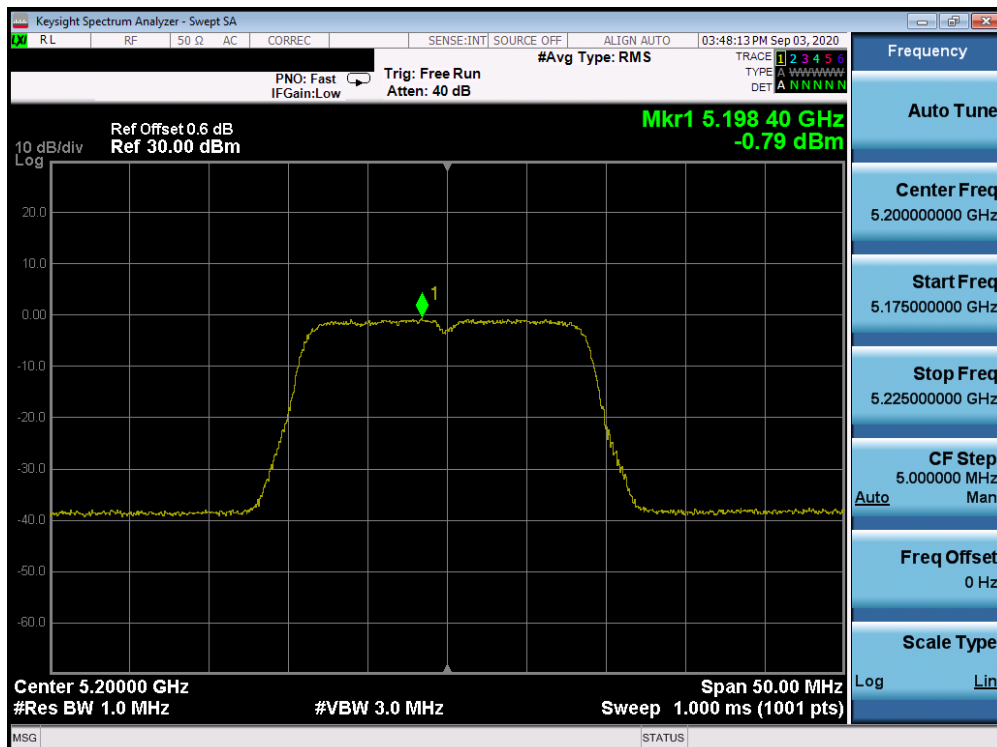 Keysight Spectrum Analyzer - Swept SA
LXI RL RF 50 Ω AC CORREC SENSE:INT SOURCE OFF ALIGN AUTO 03:48:13 PM Sep 03, 2020
#Avg Type: RMS
TRACE 1 2 3 4 5 6
PNO: Fast Trig: Free Run
TYPE A WWWWW
IFGain:Low Atten: 40 dB
DET A N N N N N
Mkr1 5.198 40 GHz
-0.79 dBm
Ref Offset 0.6 dB
10 dB/div Ref 30.00 dBm
Log
20.0
10.0
1
0.00
-10.0
-20.0
-30.0
-40.0
-50.0
-60.0
Center 5.20000 GHz Span 50.00 MHz
#Res BW 1.0 MHz #VBW 3.0 MHz Sweep 1.000 ms (1001 pts)
MSG STATUS
Frequency
Auto Tune
Center Freq
5.200000000 GHz
Start Freq
5.175000000 GHz
Stop Freq
5.225000000 GHz
CF Step
5.000000 MHz
Auto Man
Freq Offset
0 Hz
Scale Type
Log Lin